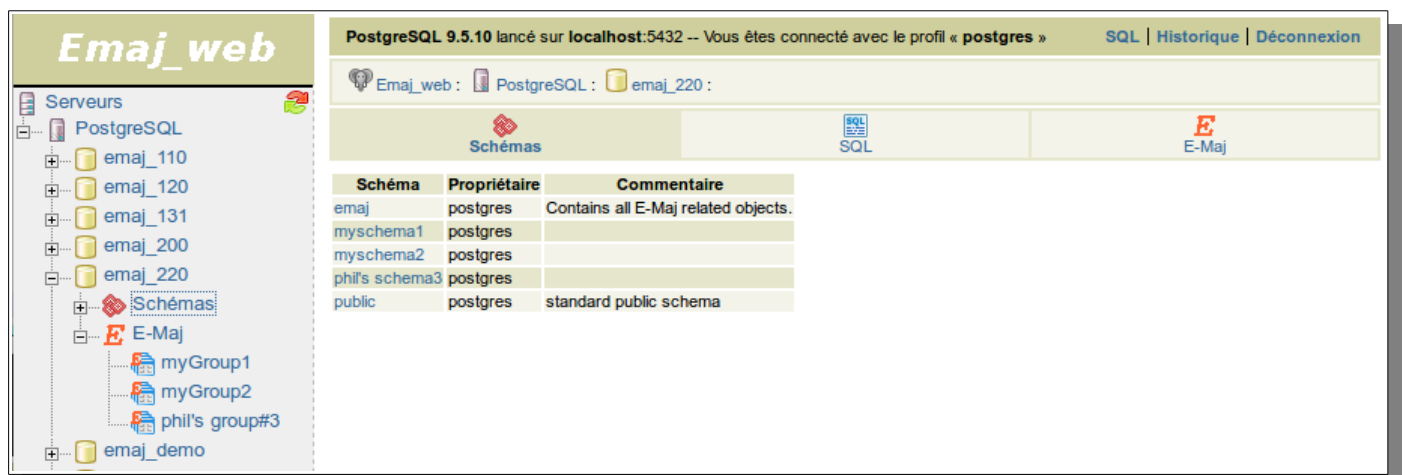 Emaj_web
Serveurs
PostgreSQL
emaj_110
emaj_120
emaj_131
emaj_200
emaj_220
Schémas
E-Maj
myGroup1
myGroup2
phil's group#3
emaj_demo
PostgreSQL 9.5.10 lancé sur localhost:5432 -- Vous êtes connecté avec le profil « postgres » SQL | Historique | Déconnexion
Emaj_web : PostgreSQL : emaj_220 :
SQL E
Schémas SQL E-Maj
Schéma Propriétaire Commentaire
emaj postgres Contains all E-Maj related objects.
myschema1 postgres
myschema2 postgres
phil's schema3 postgres
public postgres standard public schema